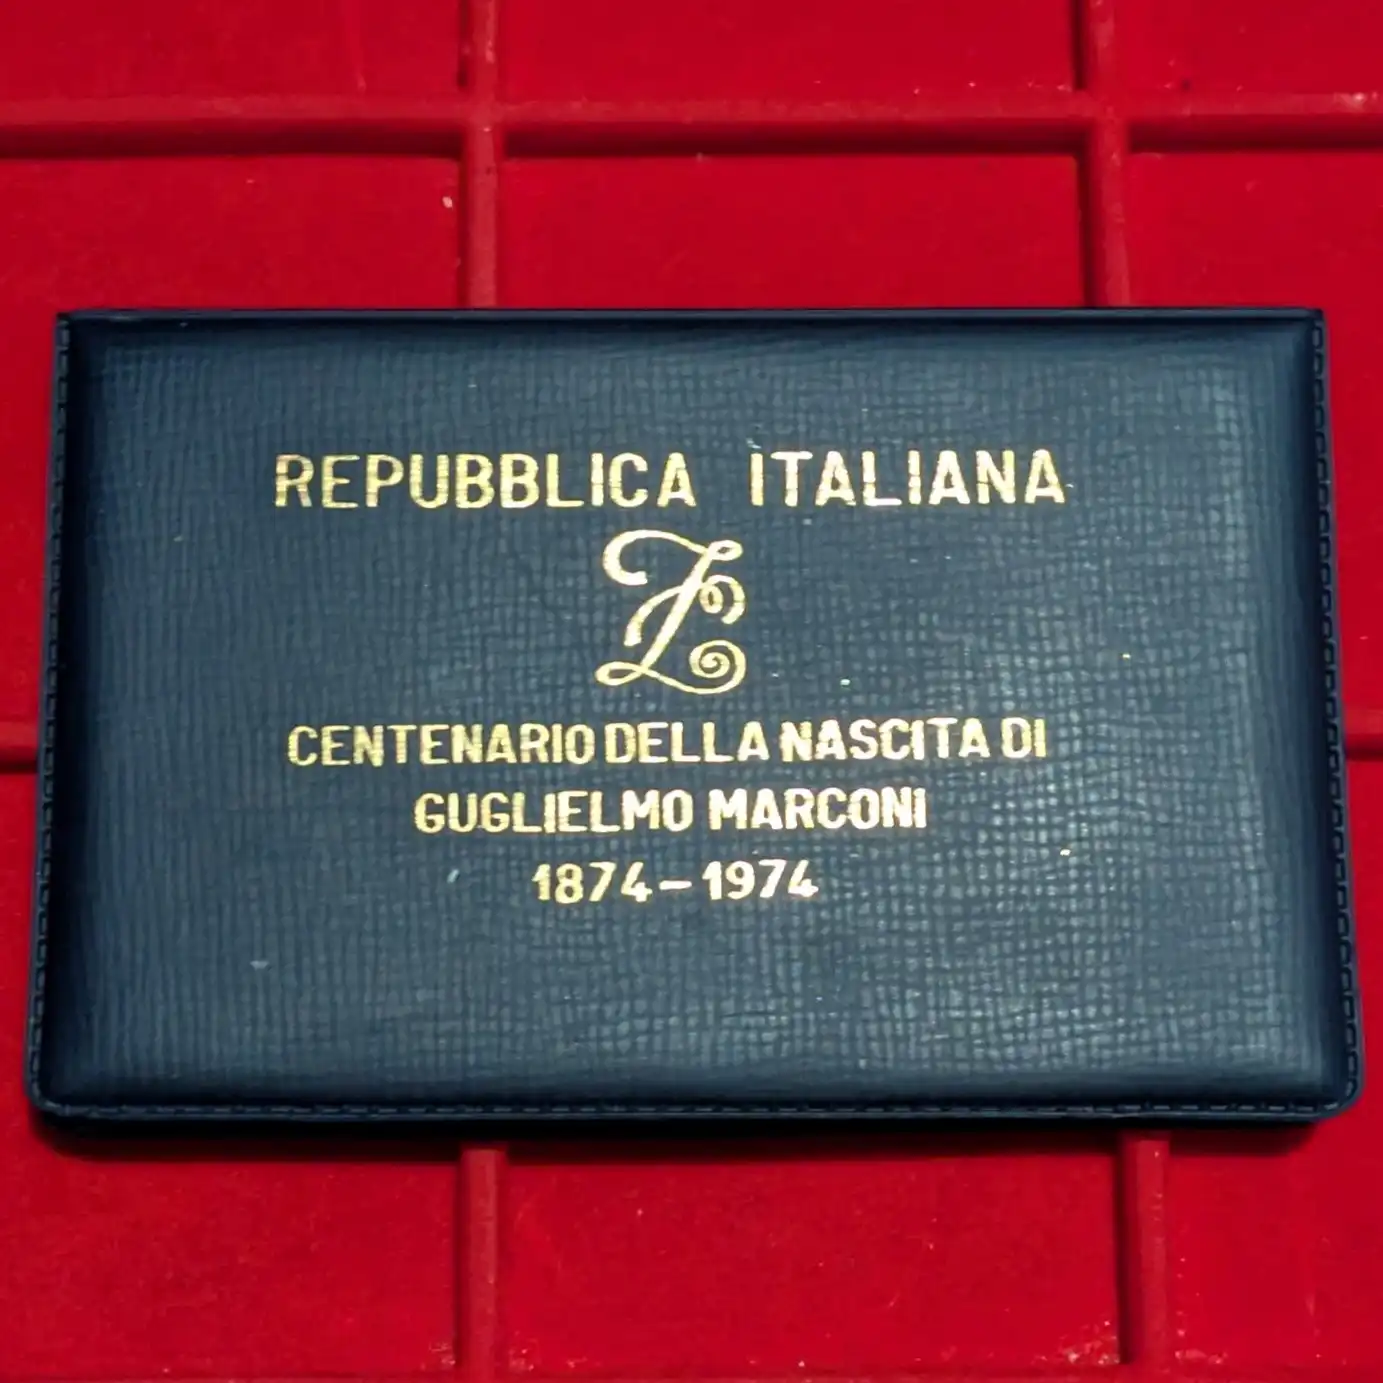 REPUBBLICA ITALIANA
CENTENARIO DELLA NASCITA DI
GUGLIELMO MARCONI
1874-1974